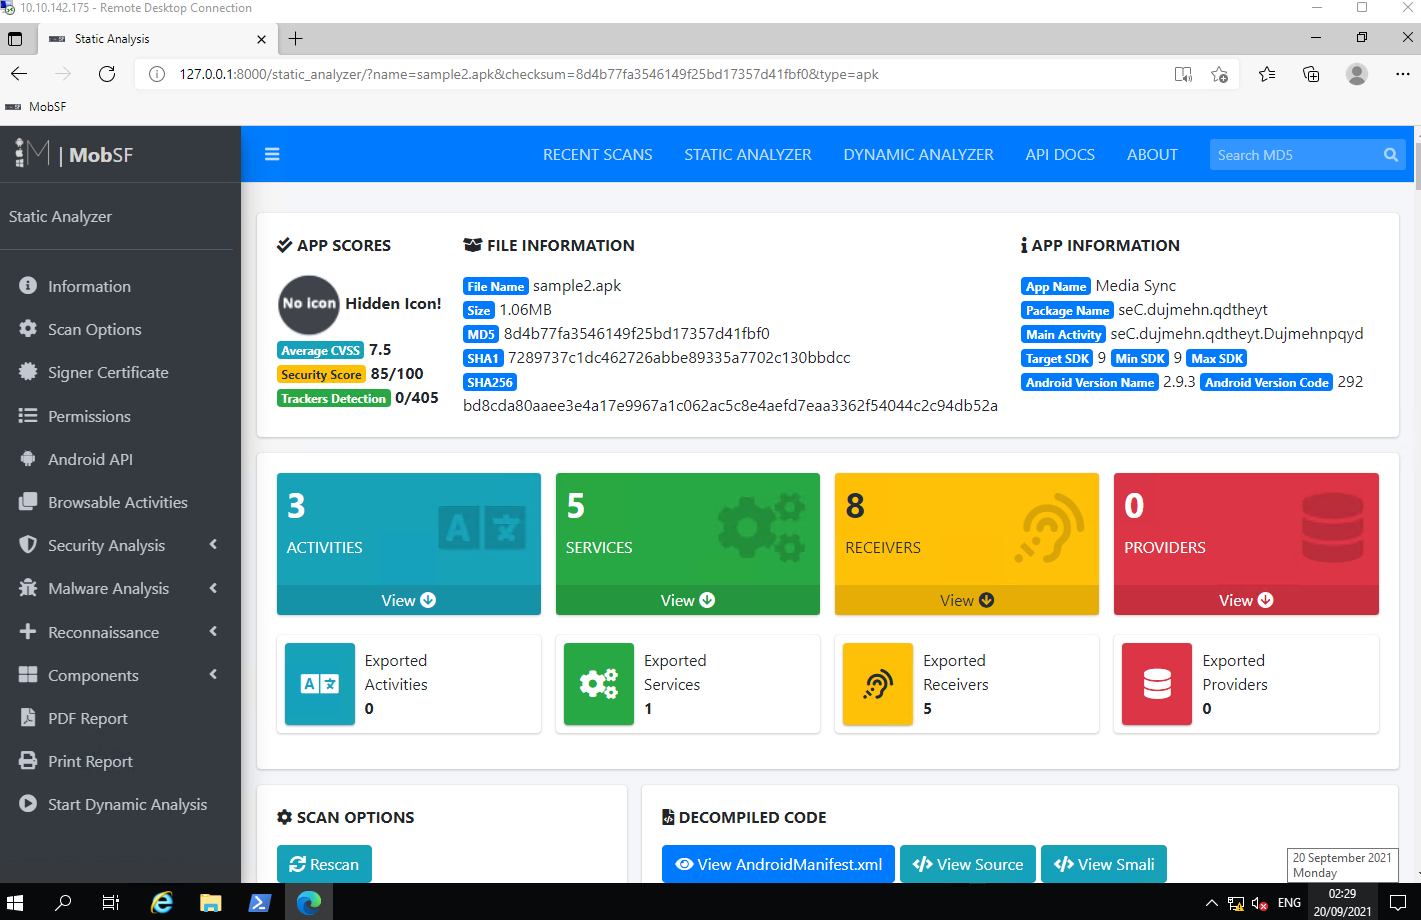 10.10.142.175 - Remote Desktop Connection
Static Analysis
127.0.0.1:8000/static_analyzer/?name=sample2.apk&checksum=8d4b77fa3546149f25bd17357d41fbf0&type=apk
MobSF
M | MobSF
RECENT SCANS STATIC ANALYZER DYNAMIC ANALYZER API DOCS ABOUT Search MD5
Static Analyzer
Information
Scan Options
Signer Certificate
Permissions
Android API
Browsable Activities
Security Analysis
Malware Analysis
Reconnaissance
Components
PDF Report
Print Report
Start Dynamic Analysis
APP SCORES
No Icon Hidden Icon!
Average CVSS 7.5
Security Score 85/100
Trackers Detection 0/405
FILE INFORMATION
File Name sample2.apk
Size 1.06MB
MD5 8d4b77fa3546149f25bd17357d41fbf0
SHA1 7289737c1dc462726abbe89335a7702c130bbdcc
SHA256
bd8cda80aaee3e4a17e9967a1c062ac5c8e4aefd7eaa3362f54044c2c94db52a
APP INFORMATION
App Name Media Sync
Package Name seC.dujmehn.qdtheyt
Main Activity seC.dujmehn.qdtheyt.Dujmehnpqyd
Target SDK 9 Min SDK 9 Max SDK
Android Version Name 2.9.3 Android Version Code 292
3
ACTIVITIES
View
5
SERVICES
View
8
RECEIVERS
View
0
PROVIDERS
View
Exported
Activities
0
Exported
Services
1
Exported
Receivers
5
Exported
Providers
0
SCAN OPTIONS
Rescan
DECOMPILED CODE
View AndroidManifest.xml View Source View Smali
20 September 2021
Monday
ENG
02:29
20/09/2021